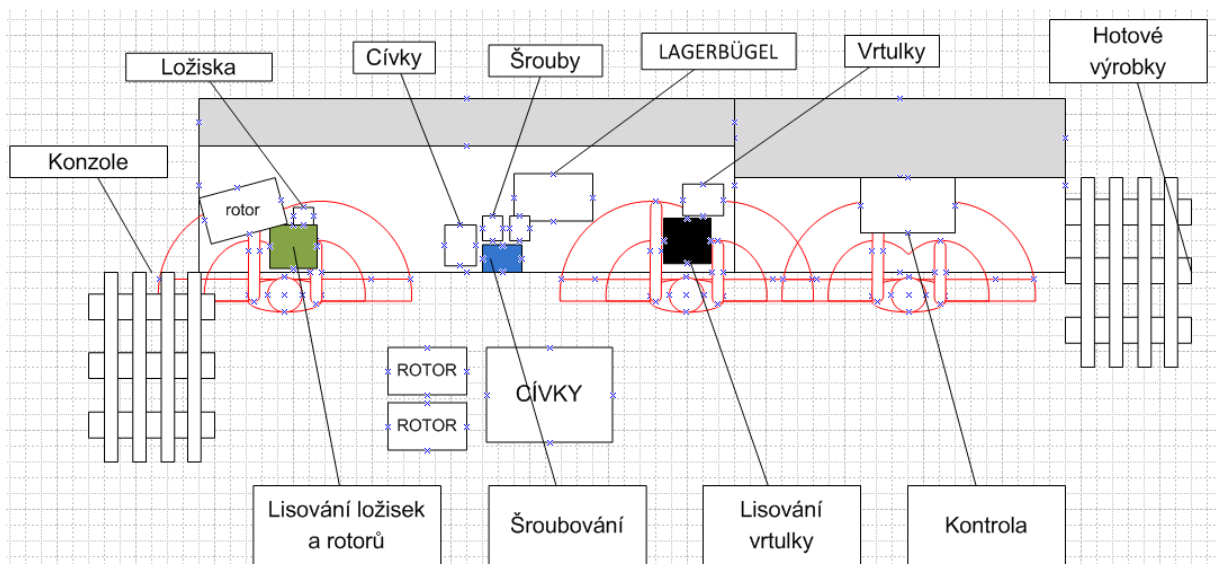 Hotové
výrobky
Cívky
Šrouby
LAGERBÜGEL
Vrtulky
Ložiska
Konzole
rotor
ROTOR
ROTOR
CÍVKY
Lisování ložisek
a rotorů
Šroubování
Lisování
vrtulky
Kontrola